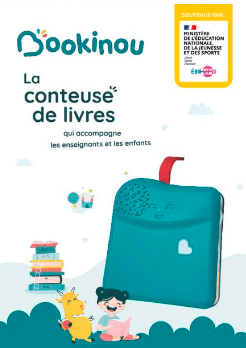 SOUTENUE PAR
Bookinou
MINISTÈRE
DE L'ÉDUCATION
NATIONALE,
DE LA JEUNESSE
ET DES SPORTS
La
conteuse
de livres
qui accompagne
les enseignants et les enfants